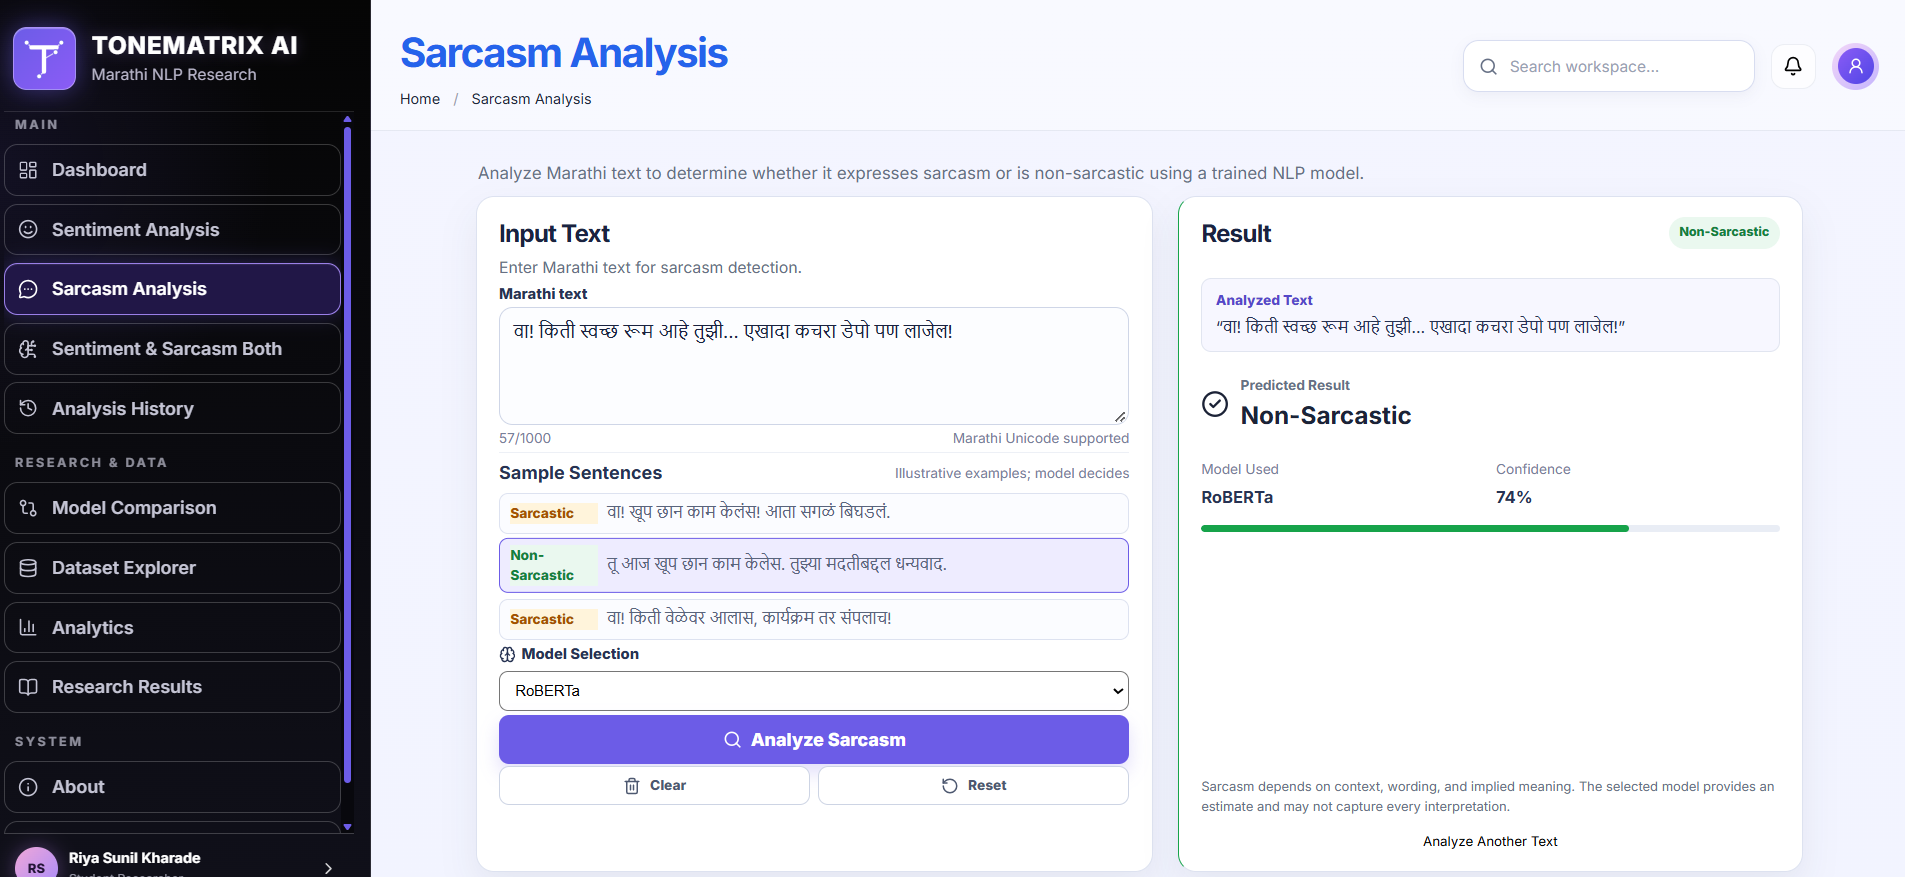 TONEMATRIX AI
Marathi NLP Research
MAIN
Dashboard
Sentiment Analysis
Sarcasm Analysis
Sentiment & Sarcasm Both
Analysis History
RESEARCH & DATA
Model Comparison
Dataset Explorer
Analytics
Research Results
SYSTEM
About
RS
Riya Sunil Kharade
Sarcasm Analysis
Home / Sarcasm Analysis
Search workspace...
Analyze Marathi text to determine whether it expresses sarcasm or is non-sarcastic using a trained NLP model.
Input Text
Enter Marathi text for sarcasm detection.
Marathi text
वा! किती स्वच्छ रूम आहे तुझी... एखादा कचरा डेपो पण लाजेल!
57/1000
Marathi Unicode supported
Sample Sentences
Illustrative examples; model decides
Sarcastic
वा! खूप छान काम केलंस! आता सगळं बिघडलं.
Non-
Sarcastic
तू आज खूप छान काम केलेस. तुझ्या मदतीबद्दल धन्यवाद.
Sarcastic
वा! किती वेळेवर आलास, कार्यक्रम तर संपलाच!
Model Selection
RoBERTa
Analyze Sarcasm
Clear
Reset
Result
Non-Sarcastic
Analyzed Text
“वा! किती स्वच्छ रूम आहे तुझी... एखादा कचरा डेपो पण लाजेल!”
Predicted Result
Non-Sarcastic
Model Used
RoBERTa
Confidence
74%
Sarcasm depends on context, wording, and implied meaning. The selected model provides an
estimate and may not capture every interpretation.
Analyze Another Text